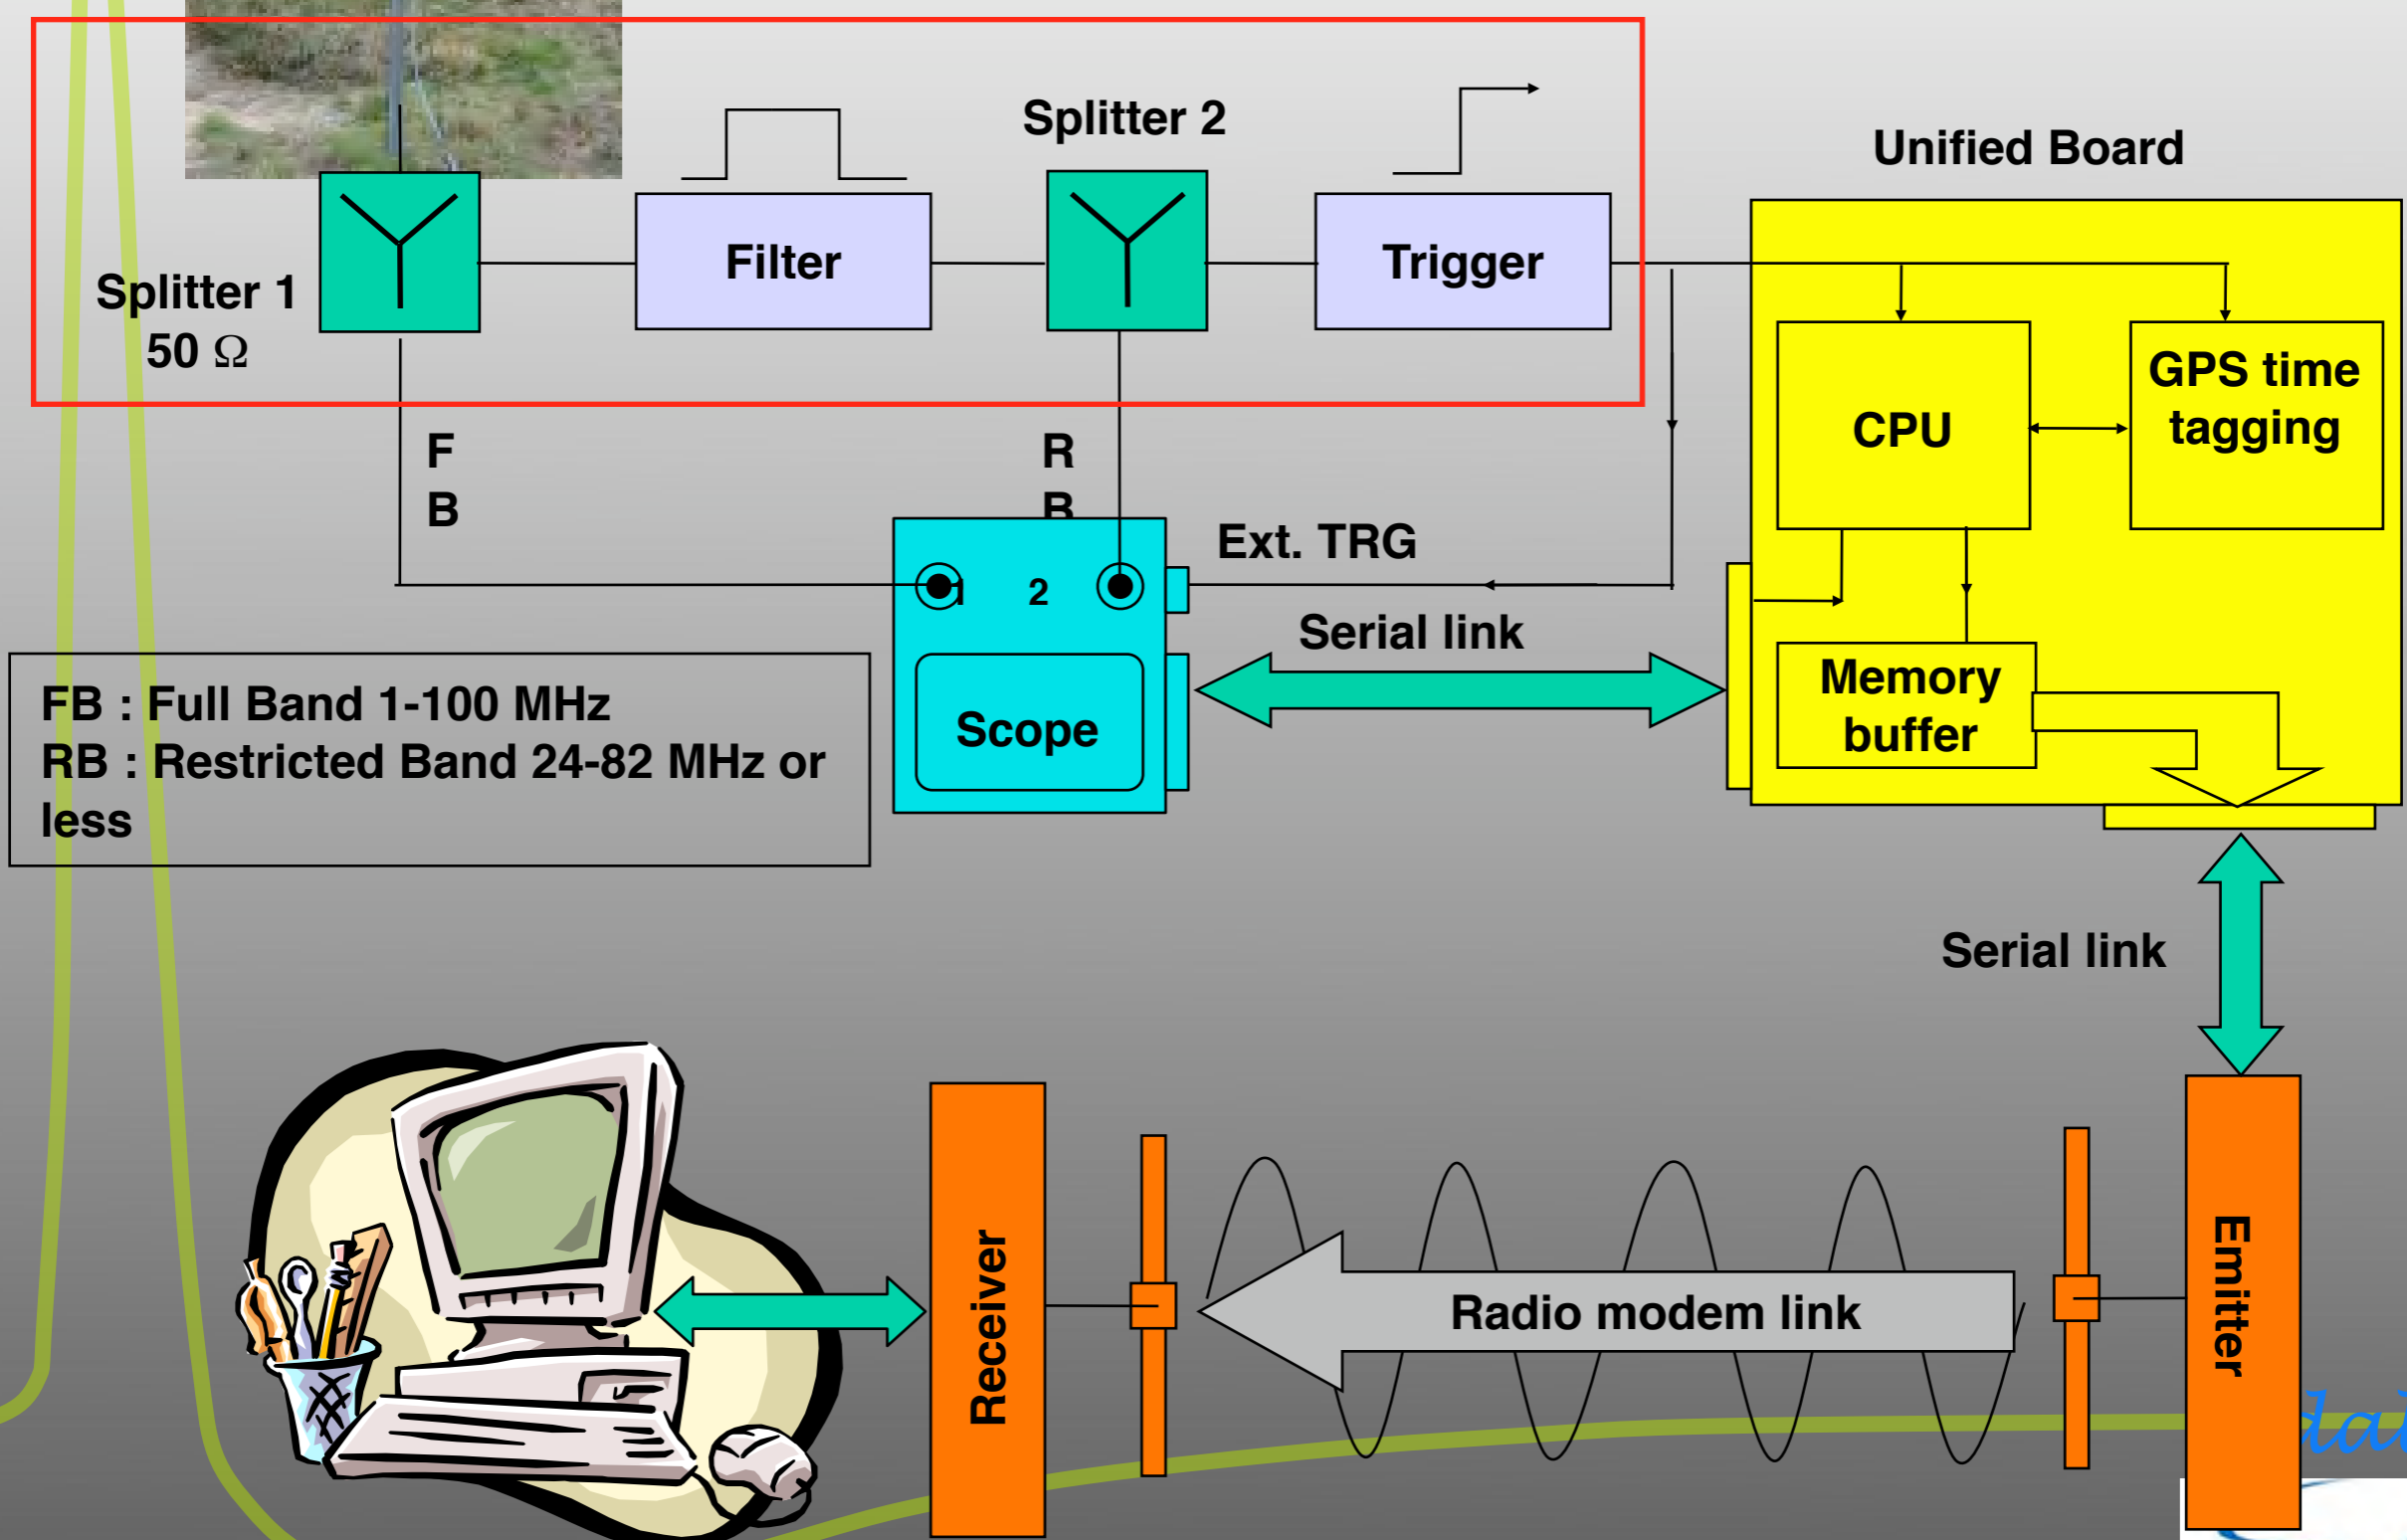 Splitter 2
Unified Board
Splitter 1
50 Ω
Filter
Trigger
CPU
GPS time
tagging
F
B
R
B
Ext. TRG
1
2
Serial link
Scope
Memory
buffer
FB : Full Band 1-100 MHz
RB : Restricted Band 24-82 MHz or
less
Serial link
Receiver
Radio modem link
Emitter